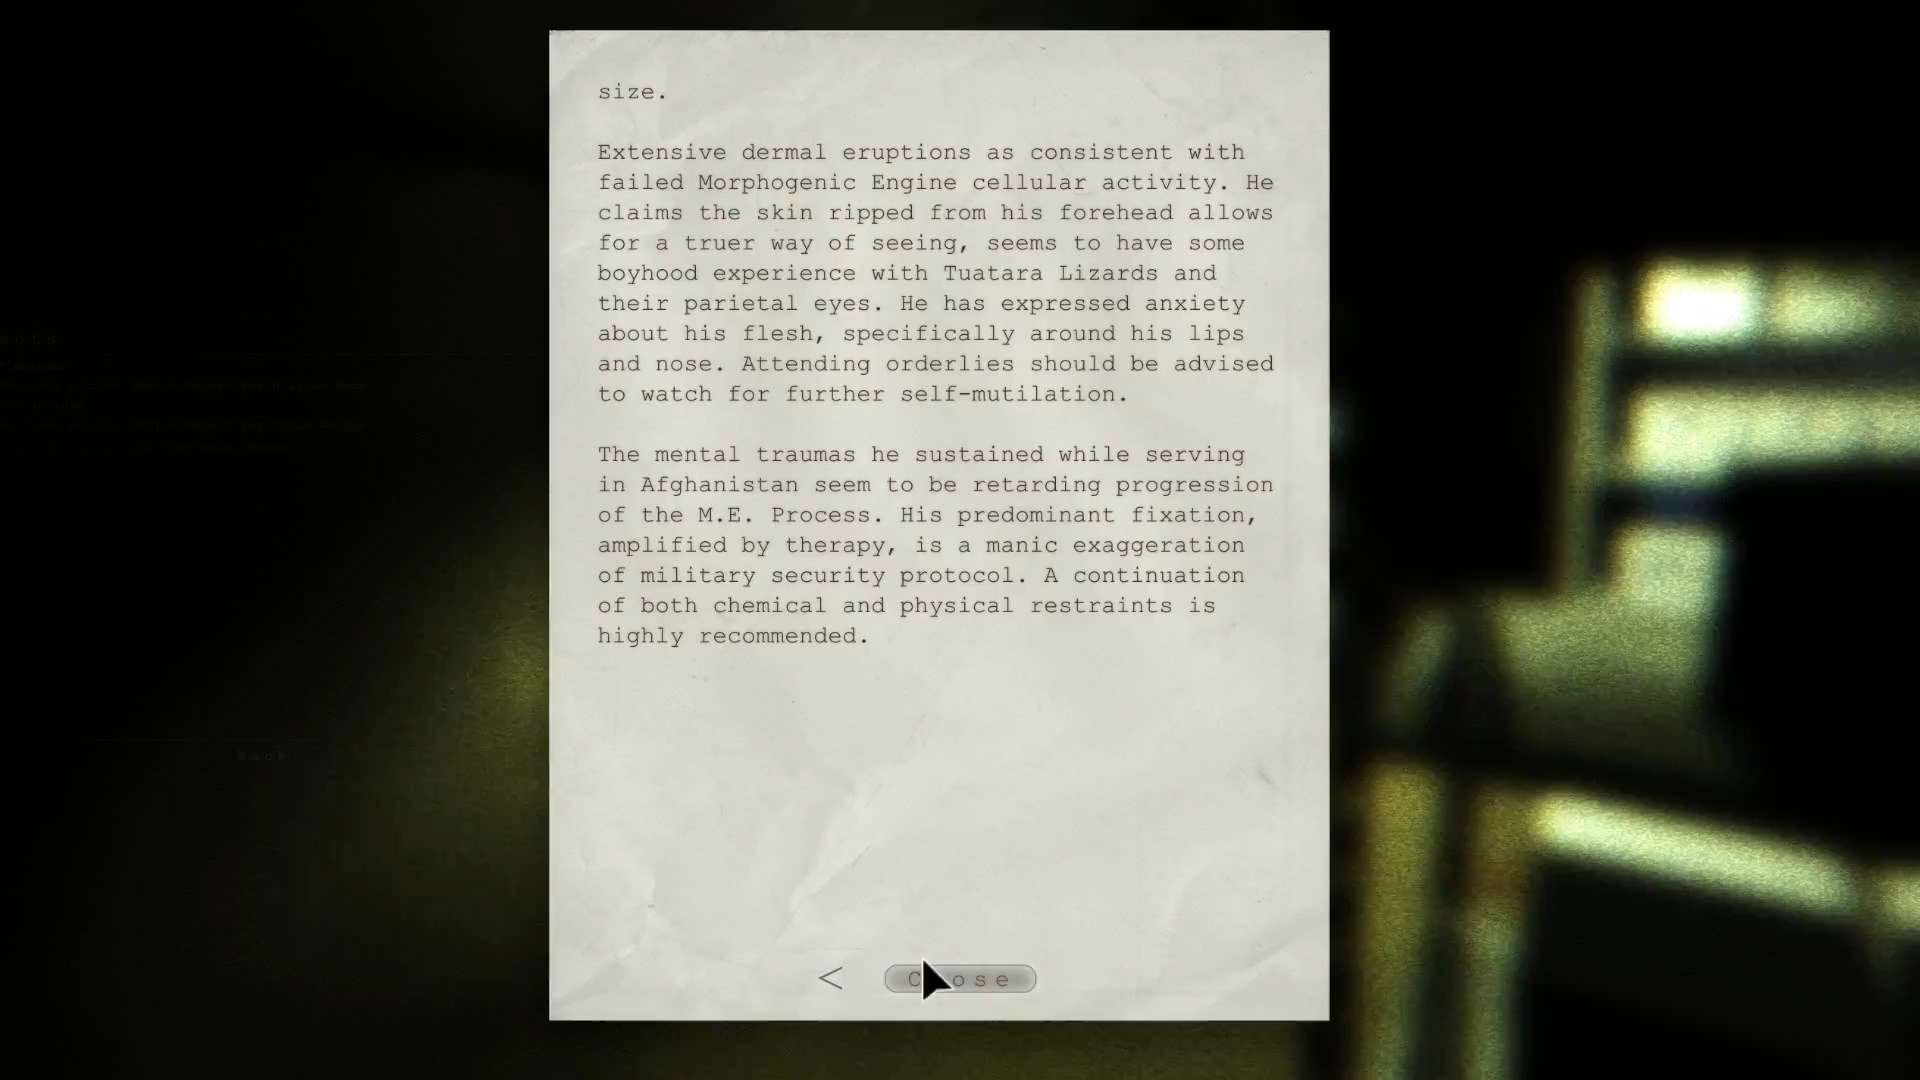 size.
Extensive dermal eruptions as consistent with
failed Morphogenic Engine cellular activity. He
claims the skin ripped from his forehead allows
for a truer way of seeing, seems to have some
boyhood experience with Tuatara Lizards and
their parietal eyes. He has expressed anxiety
about his flesh, specifically around his lips
and nose. Attending orderlies should be advised
to watch for further self-mutilation.
The mental traumas he sustained while serving
in Afghanistan seem to be retarding progression
of the M.E. Process. His predominant fixation,
amplified by therapy, is a manic exaggeration
of military security protocol. A continuation
of both chemical and physical restraints is
highly recommended.
Back
< Close